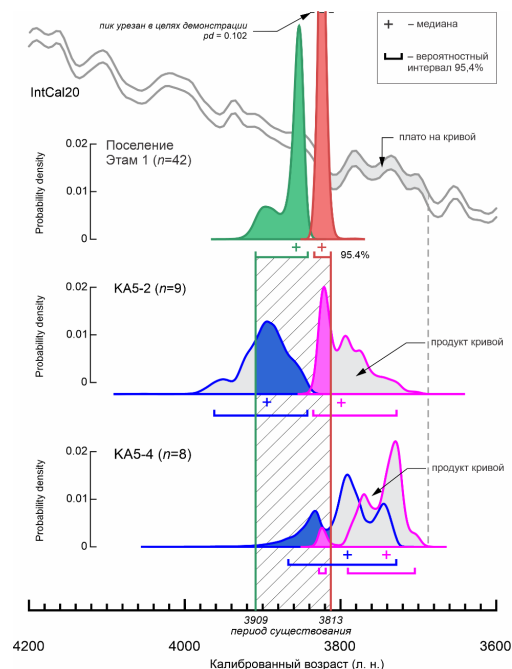 пик урезан в целях демонстрации
pd = 0.102
+ – медиана
– вероятностный
интервал 95,4%
IntCal20
плато на кривой
Поселение
Этам 1 (n=42)
Probability density
0.02
0.01
0
95.4%
KA5-2 (n=9)
Probability density
0.02
0.01
0
продукт кривой
KA5-4 (n=8)
Probability density
0.02
0.01
0
продукт кривой
3909 3813
период существования
4200 4000 3800 3600
Калиброванный возраст (л. н.)